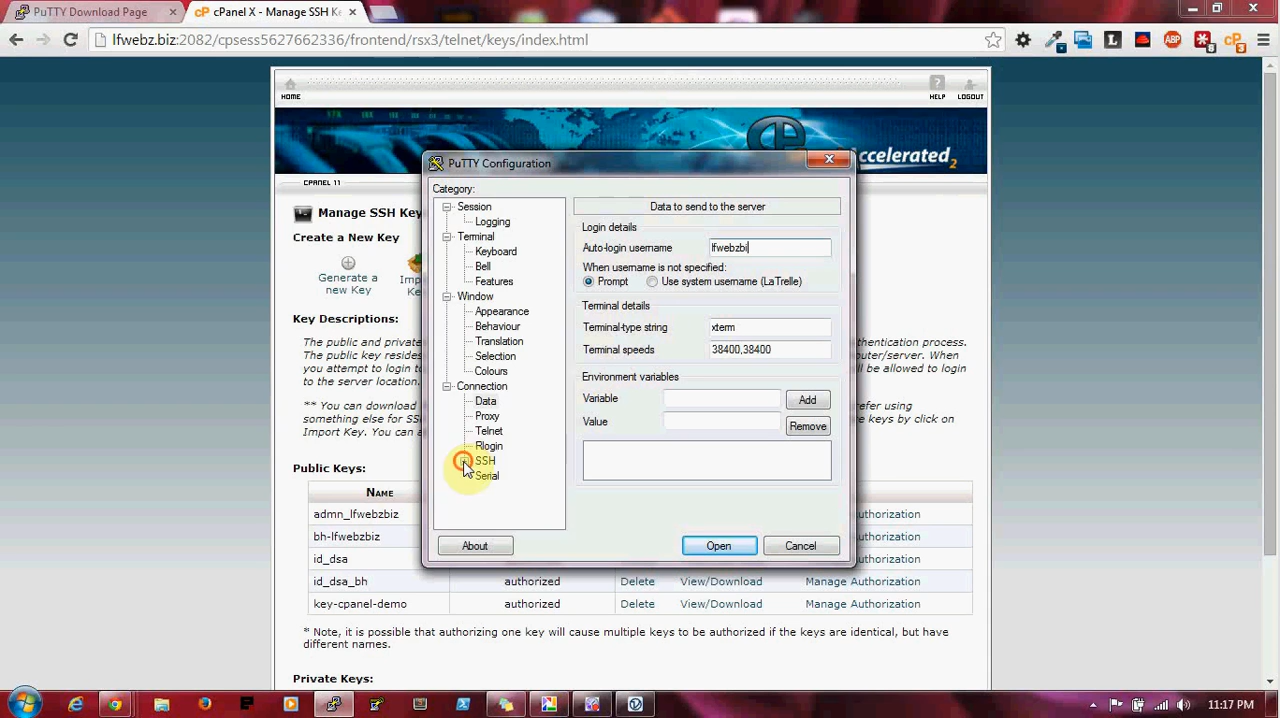 PuTTY Download Page
cPanel X - Manage SSH Ke
lfwebz.biz:2082/cpsess5627662336/frontend/rsx3/telnet/keys/index.html
HOME
HELP
LOGOUT
ccelerated2
CPANEL 11
Manage SSH Key
Create a New Key
Generate a
new Key
Imp
Ke
Key Descriptions:
The public and private
The public key resides
you attempt to login to
to the server location.
thentication process.
uter/server. When
ill be allowed to login
** You can download
something else for SS
Import Key. You can a
refer using
e keys by click on
Public Keys:
Name
admn_lfwebzbiz
uthorization
bh-lfwebzbiz
uthorization
id_dsa
uthorization
id_dsa_bh authorized Delete View/Download Manage Authorization
key-cpanel-demo authorized Delete View/Download Manage Authorization
* Note, it is possible that authorizing one key will cause multiple keys to be authorized if the keys are identical, but have
different names.
Private Keys:
PuTTY Configuration
Category:
Session
Logging
Terminal
Keyboard
Bell
Features
Window
Appearance
Behaviour
Translation
Selection
Colours
Connection
Data
Proxy
Telnet
Rlogin
SSH
Serial
Data to send to the server
Login details
Auto-login username lfwebzbi
When username is not specified:
Prompt Use system username (LaTrelle)
Terminal details
Terminal-type string xterm
Terminal speeds 38400,38400
Environment variables
Variable Add
Value Remove
About Open Cancel
11:17 PM